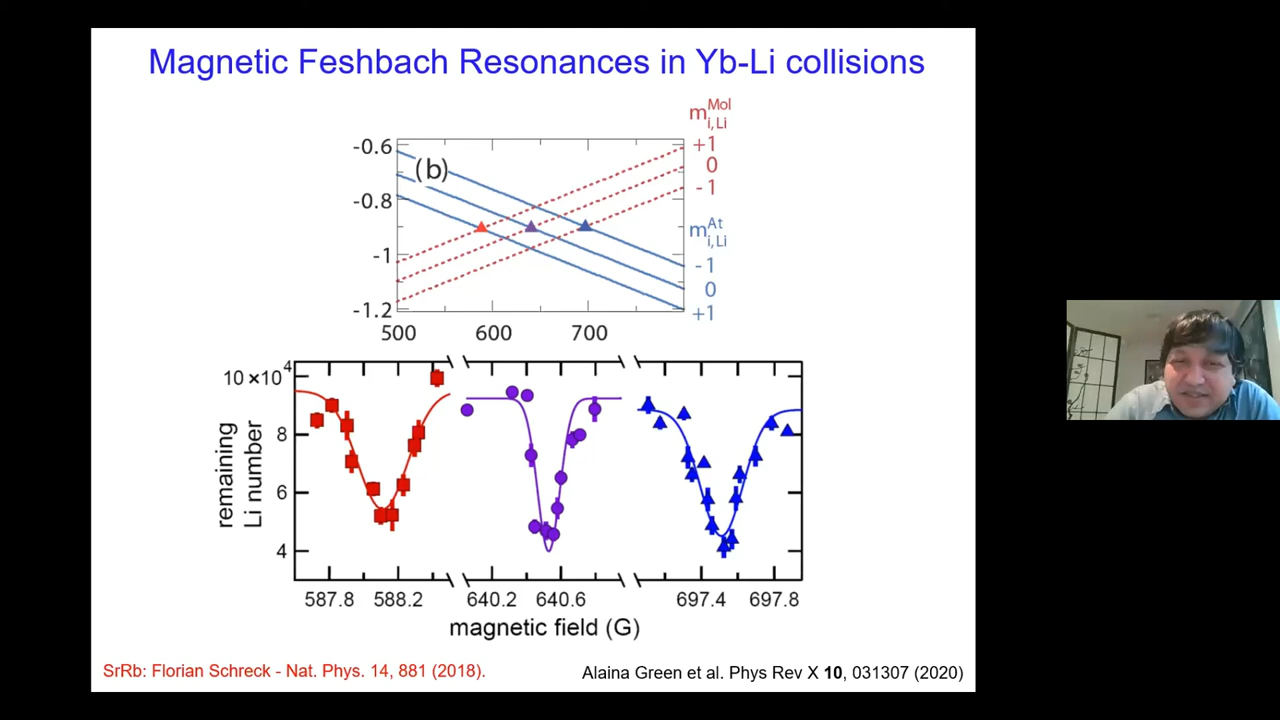 Magnetic Feshbach Resonances in Yb-Li collisions
m^Mol_i,Li
-0.6
(b)
+1
0
-1
-0.8
m^At_i,Li
-1
-1
0
-1.2
+1
500
600
700
10 ×10^4
8
6
4
remaining
Li number
587.8
588.2
640.2
640.6
697.4
697.8
magnetic field (G)
SrRb: Florian Schreck - Nat. Phys. 14, 881 (2018).
Alaina Green et al. Phys Rev X 10, 031307 (2020)